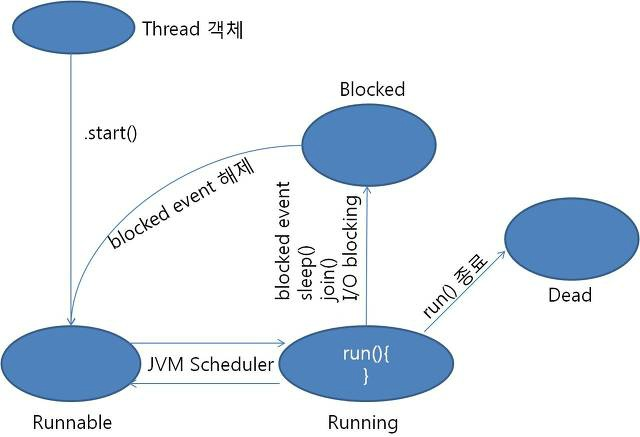 Thread 객체
.start()
Blocked
blocked event 해제
blocked event
sleep()
join()
I/O blocking
run() 종료
Dead
JVM Scheduler
run(){
}
Runnable
Running